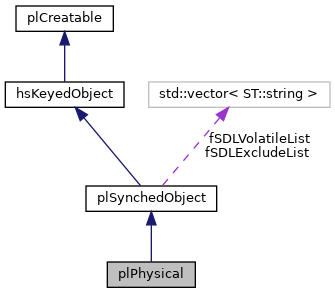 plCreatable
hsKeyedObject
std::vector< ST::string >
fSDLVolatileList
fSDLExcludeList
plSynchedObject
plPhysical